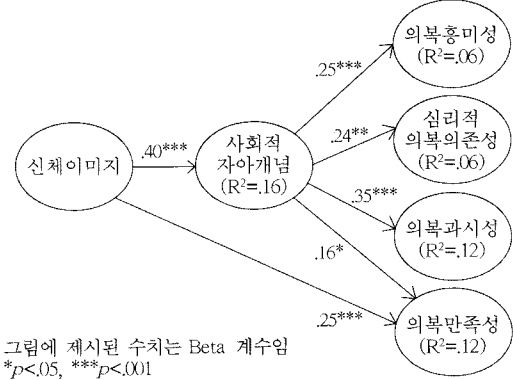 의복흥미성
(R²=.06)
.25***
심리적
의복의존성
(R²=.06)
.24**
신체이미지
.40***
사회적
자아개념
(R²=.16)
.35***
의복과시성
(R²=.12)
.16*
.25***
의복만족성
(R²=.12)
그림에 제시된 수치는 Beta 계수임
*p<.05, ***p<.001